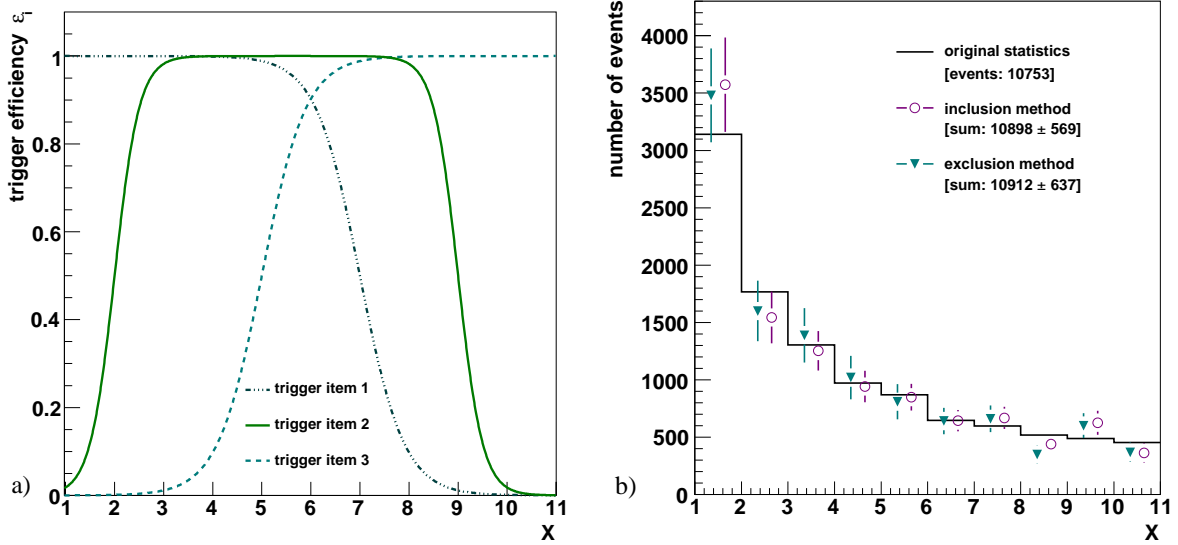 trigger efficiency εi
1
0.8
0.6
0.4
0.2
0
trigger item 1
trigger item 2
trigger item 3
a)
1 2 3 4 5 6 7 8 9 10 11
X
number of events
4000
3500
3000
2500
2000
1500
1000
500
0
original statistics
[events: 10753]
inclusion method
[sum: 10898 ± 569]
exclusion method
[sum: 10912 ± 637]
b)
1 2 3 4 5 6 7 8 9 10 11
X